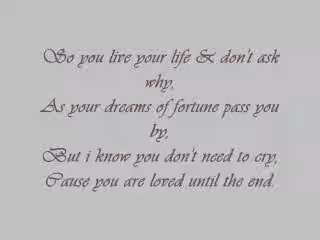 So you live your life & don't ask
why,
As your dreams of fortune pass you
by,
But i know you don't need to cry,
Cause you are loved until the end.